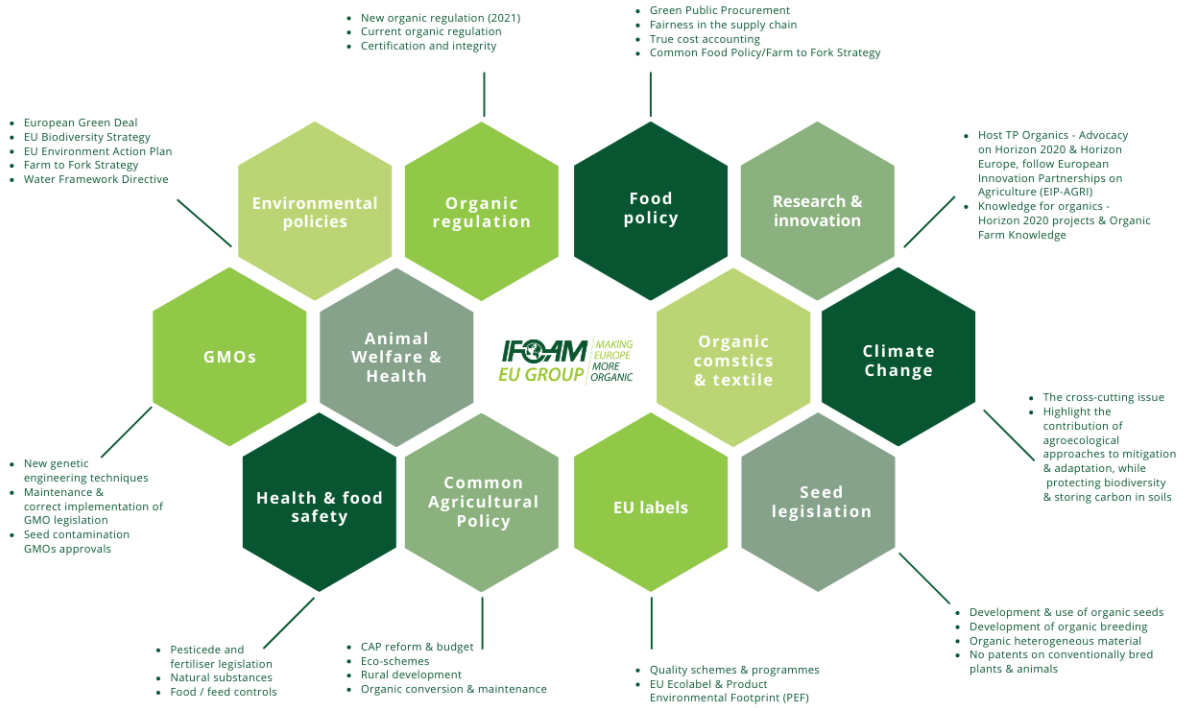 • New organic regulation (2021)
• Current organic regulation
• Certification and integrity
• Green Public Procurement
• Fairness in the supply chain
• True cost accounting
• Common Food Policy/Farm to Fork Strategy
• European Green Deal
• EU Biodiversity Strategy
• EU Environment Action Plan
• Farm to Fork Strategy
• Water Framework Directive
• Host TP Organics - Advocacy
on Horizon 2020 & Horizon
Europe, follow European
Innovation Partnerships on
Agriculture (EIP-AGRI)
• Knowledge for organics -
Horizon 2020 projects & Organic
Farm Knowledge
Environmental
policies
Organic
regulation
Food
policy
Research &
innovation
GMOs
Animal
Welfare &
Health
IFOAM
EU GROUP
MAKING
EUROPE
MORE
ORGANIC
Organic
comstics
& textile
Climate
Change
• The cross-cutting issue
• Highlight the
contribution of
agroecological
approaches to mitigation
& adaptation, while
protecting biodiversity
& storing carbon in soils
• New genetic
engineering techniques
• Maintenance &
correct implementation of
GMO legislation
• Seed contamination
GMOs approvals
Health & food
safety
Common
Agricultural
Policy
EU labels
Seed
legislation
• Pesticede and
fertiliser legislation
• Natural substances
• Food / feed controls
• CAP reform & budget
• Eco-schemes
• Rural development
• Organic conversion & maintenance
• Quality schemes & programmes
• EU Ecolabel & Product
Environmental Footprint (PEF)
• Development & use of organic seeds
• Development of organic breeding
• Organic heterogeneous material
• No patents on conventionally bred
plants & animals